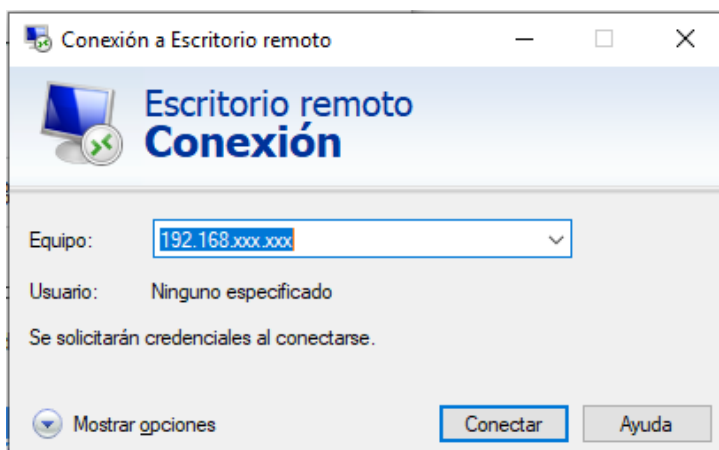 Conexión a Escritorio remoto
Escritorio remoto
Conexión
Equipo: 192.168.xxx.xxx
Usuario: Ninguno especificado
Se solicitarán credenciales al conectarse.
Mostrar opciones Conectar Ayuda